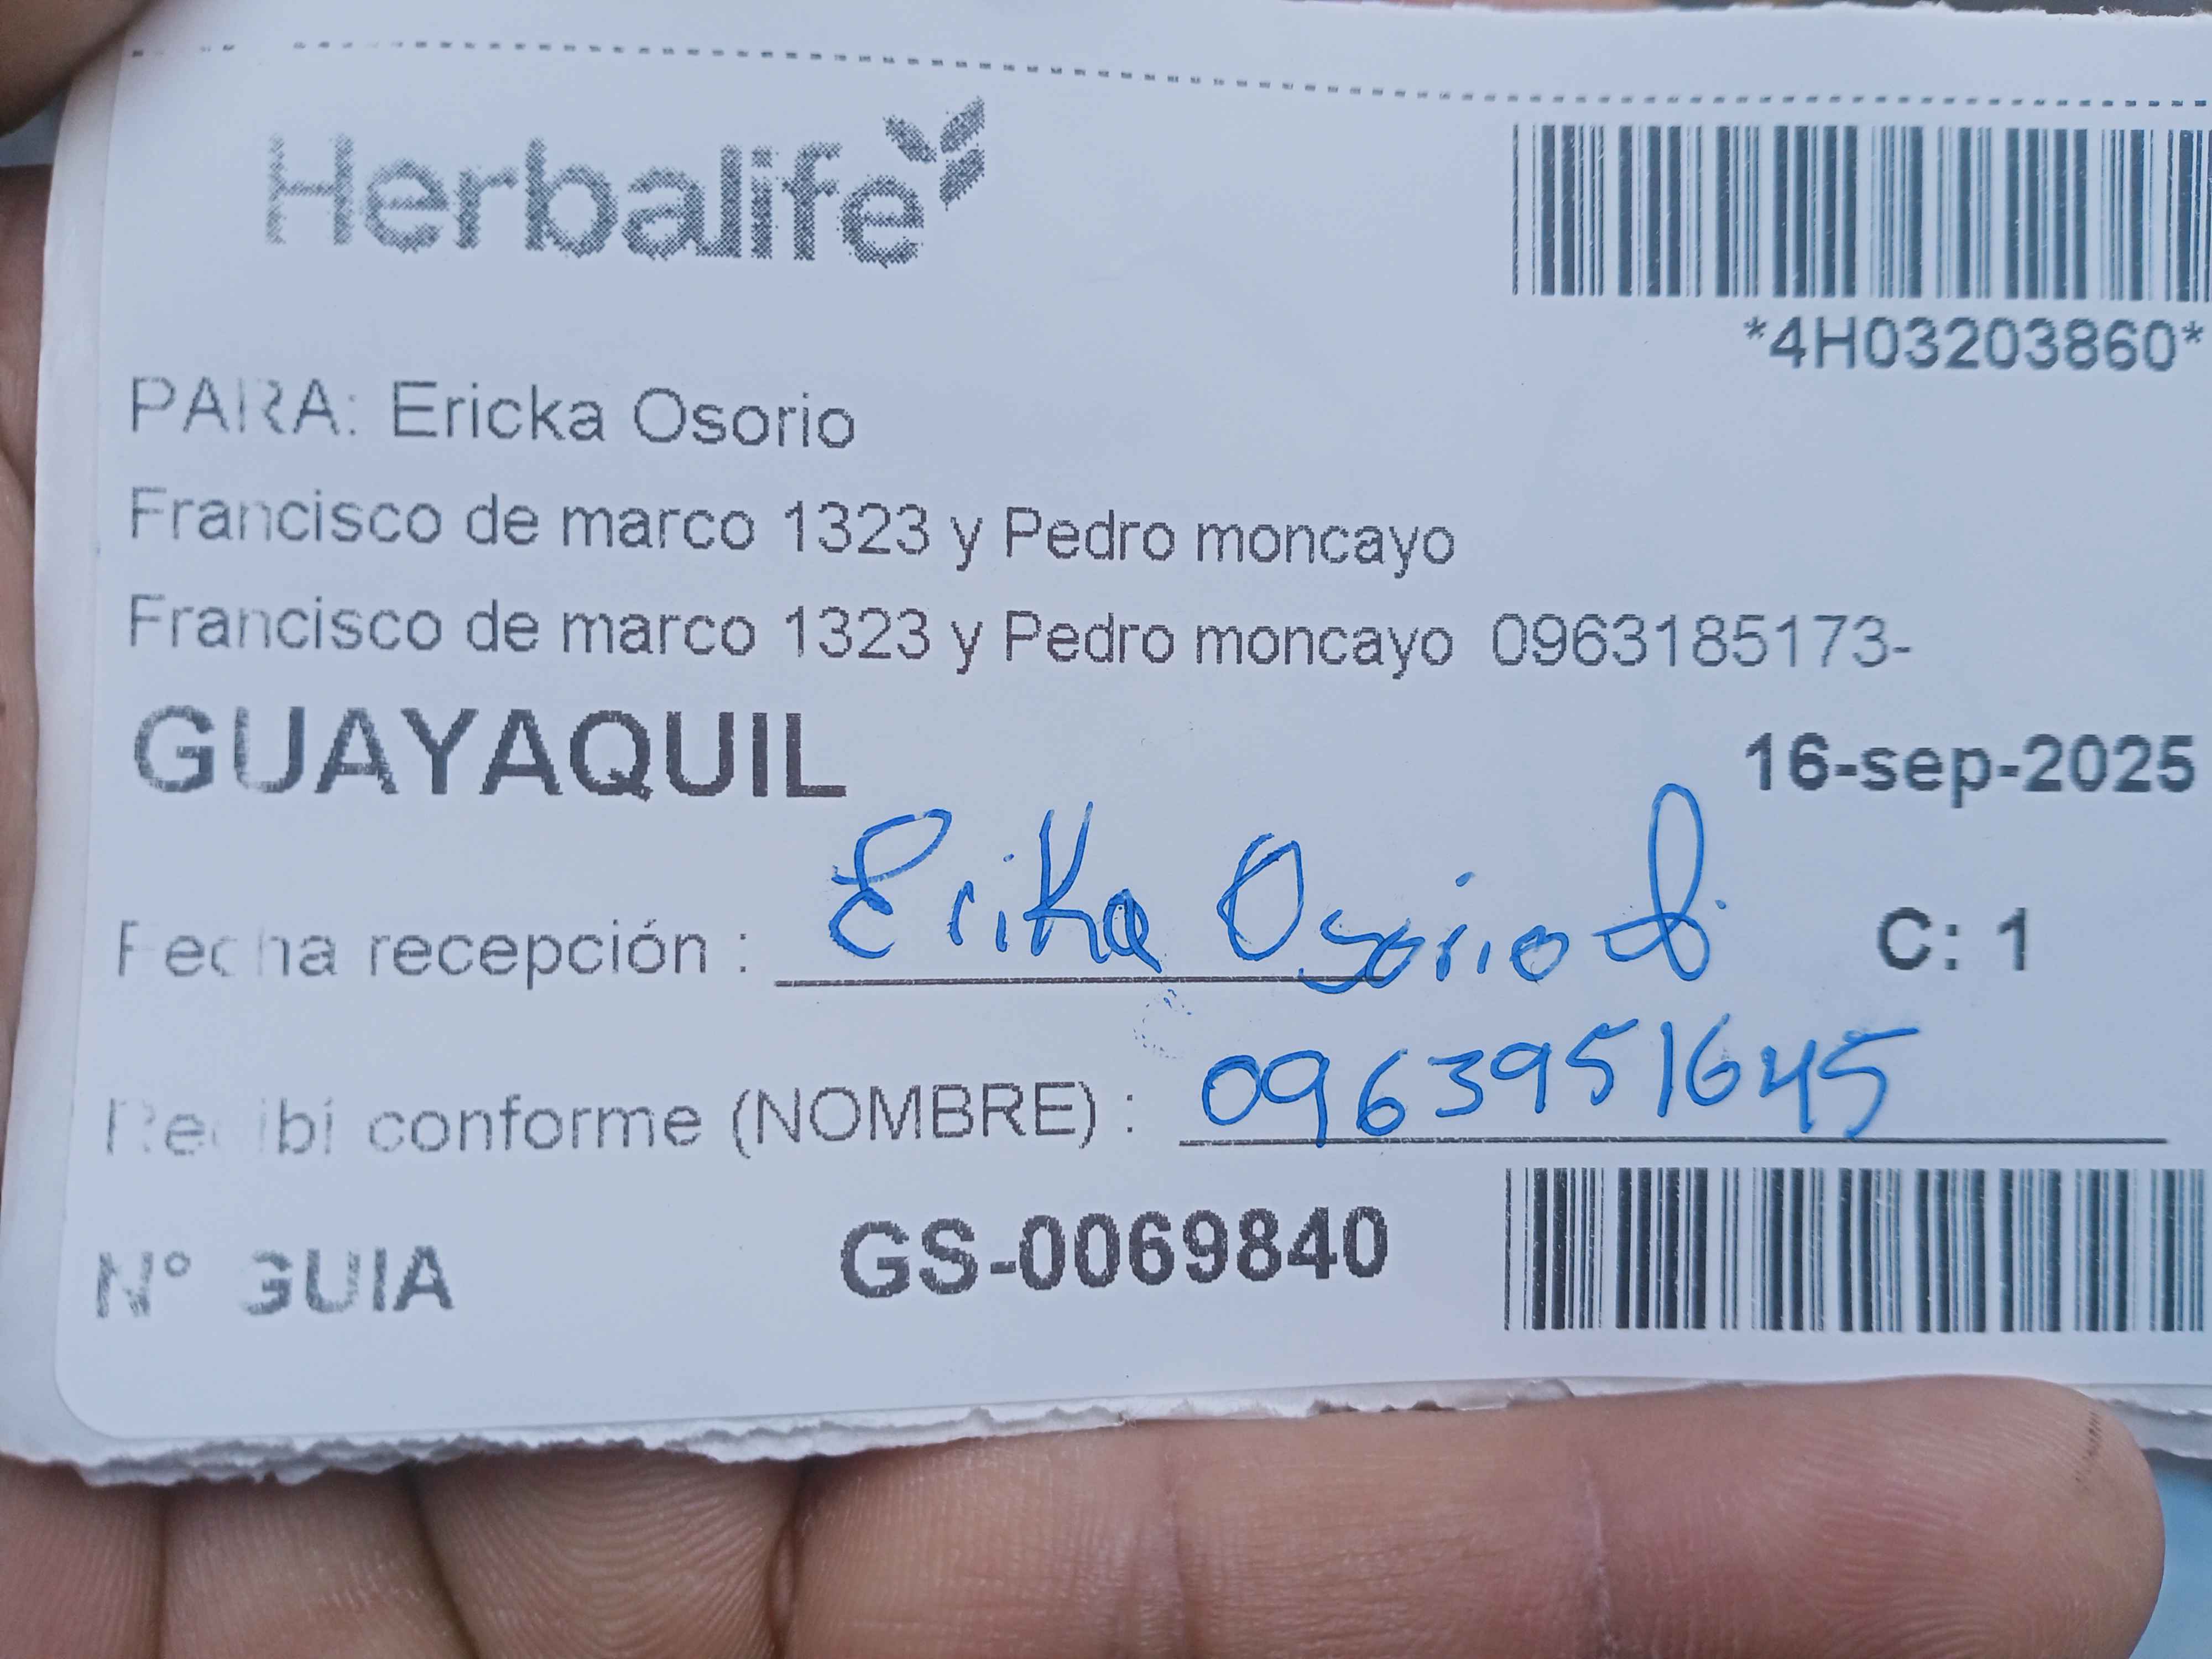 Herbalife
*4H03203860*
PARA: Ericka Osorio
Francisco de marco 1323 y Pedro moncayo
Francisco de marco 1323 y Pedro moncayo 0963185173-
GUAYAQUIL
16-sep-2025
Fecha recepción : Erika Osorio
C: 1
Recibí conforme (NOMBRE) : 0963951645
N° GUIA GS-0069840